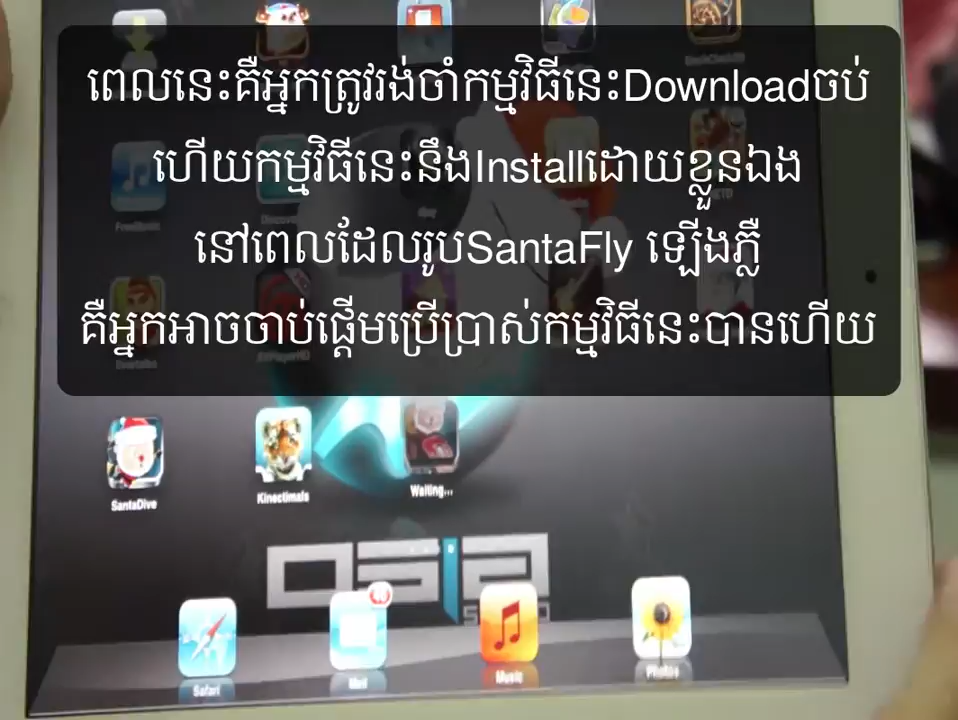 ពេលនេះគឺអ្នកត្រូវរង់ចាំកម្មវិធីនេះDownloadចប់
ហើយកម្មវិធីនេះនឹងInstallដោយខ្លួនឯង
នៅពេលដែលរូបSantaFly ឡើងភ្លឺ
គឺអ្នកអាចចាប់ផ្ដើមប្រើប្រាស់កម្មវិធីនេះបានហើយ
SantaDive
Kinectimals
Waiting...
Safari
Mail
Music
Photos